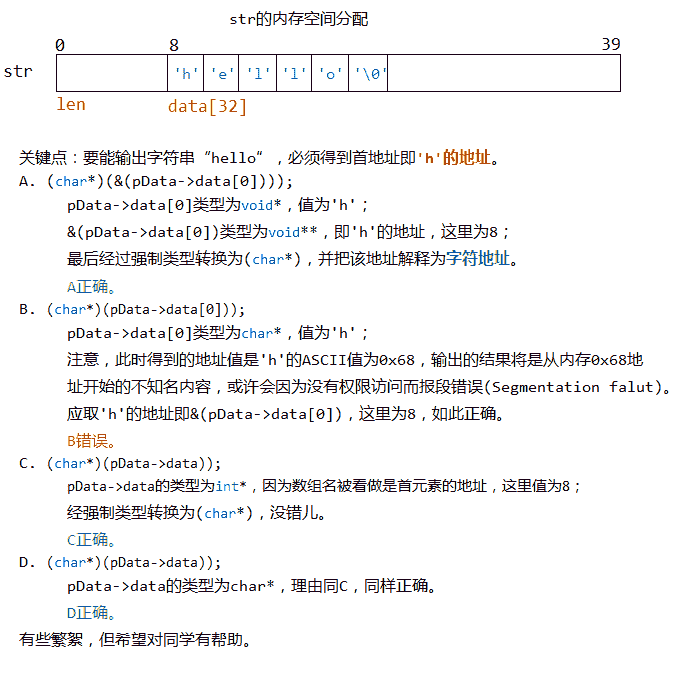 str的内存空间分配
0 8 39
str 'h' 'e' 'l' 'l' 'o' '\0'
len data[32]
关键点：要能输出字符串“hello“，必须得到首地址即'h'的地址。
A. (char*)(&(pData->data[0])));
pData->data[0]类型为void*，值为'h'；
&(pData->data[0])类型为void**，即'h'的地址，这里为8；
最后经过强制类型转换为(char*)，并把该地址解释为字符地址。
A正确。
B. (char*)(pData->data[0]));
pData->data[0]类型为char*，值为'h'；
注意，此时得到的地址值是'h'的ASCII值为0x68，输出的结果将是从内存0x68地
址开始的不知名内容，或许会因为没有权限访问而报段错误(Segmentation falut)。
应取'h'的地址即&(pData->data[0])，这里为8，如此正确。
B错误。
C. (char*)(pData->data));
pData->data的类型为int*，因为数组名被看做是首元素的地址，这里值为8；
经强制类型转换为(char*)，没错儿。
C正确。
D. (char*)(pData->data));
pData->data的类型为char*，理由同C，同样正确。
D正确。
有些繁絮，但希望对同学有帮助。